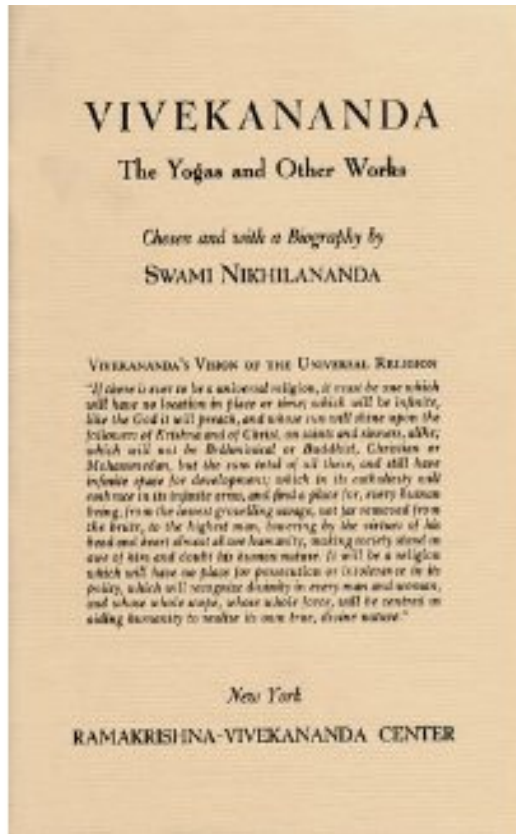 VIVEKANANDA
The Yogas and Other Works
Chosen and with a Biography by
SWAMI NIKHILANANDA
VIVEKANANDA'S VISION OF THE UNIVERSAL RELIGION
"If there is ever to be a universal religion, it must be one which
will have no location in place or time; which will be infinite,
like the God it will preach, and whose sun will shine upon the
followers of Krishna and of Christ, on saints and sinners, alike;
which will not be Brāhminical or Buddhist, Christian or
Mohammedan, but the sum total of all these, and still have
infinite space for development; which in its catholicity will
embrace in its infinite arms, and find a place for, every human
being, from the lowest grovelling savage, not far removed from
the brute, to the highest man, towering by the virtues of his
head and heart almost above humanity, making society stand in
awe of him and doubt his human nature. It will be a religion
which will have no place for persecution or intolerance in its
polity, which will recognize divinity in every man and woman,
and whose whole scope, whose whole force, will be centred in
aiding humanity to realize its own true, divine nature."
New York
RAMAKRISHNA-VIVEKANANDA CENTER